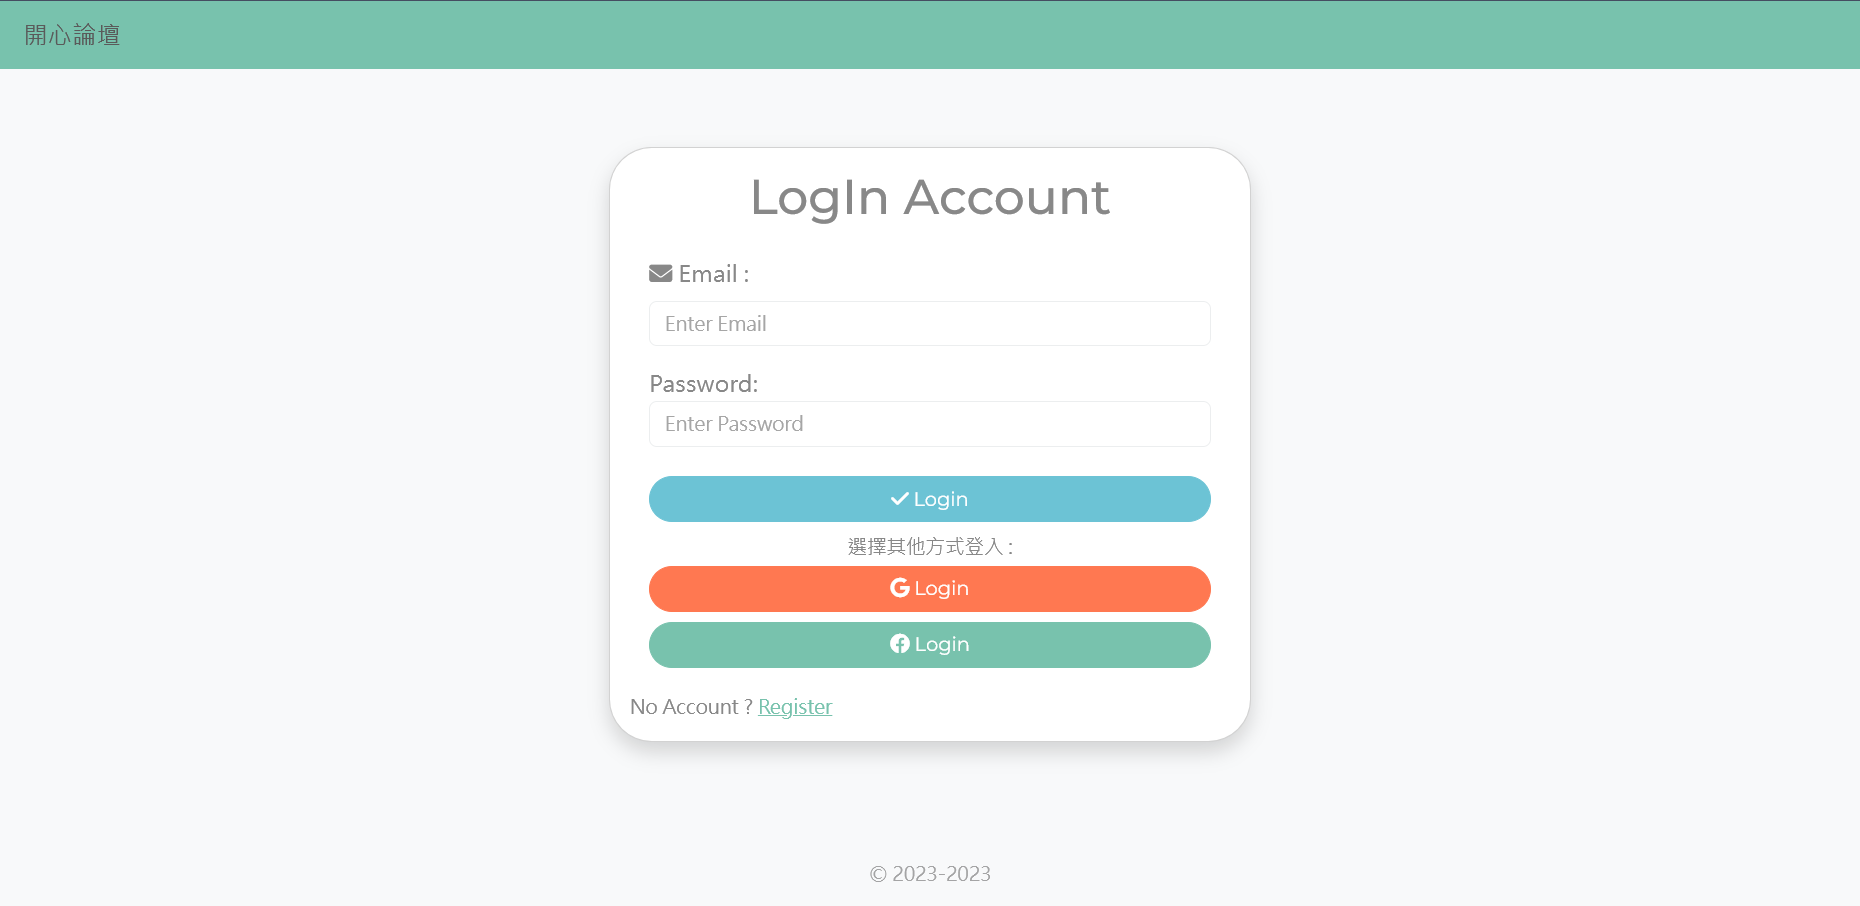 開心論壇
LogIn Account
Email :
Enter Email
Password:
Enter Password
Login
選擇其他方式登入 :
Login
Login
No Account ? Register
© 2023-2023